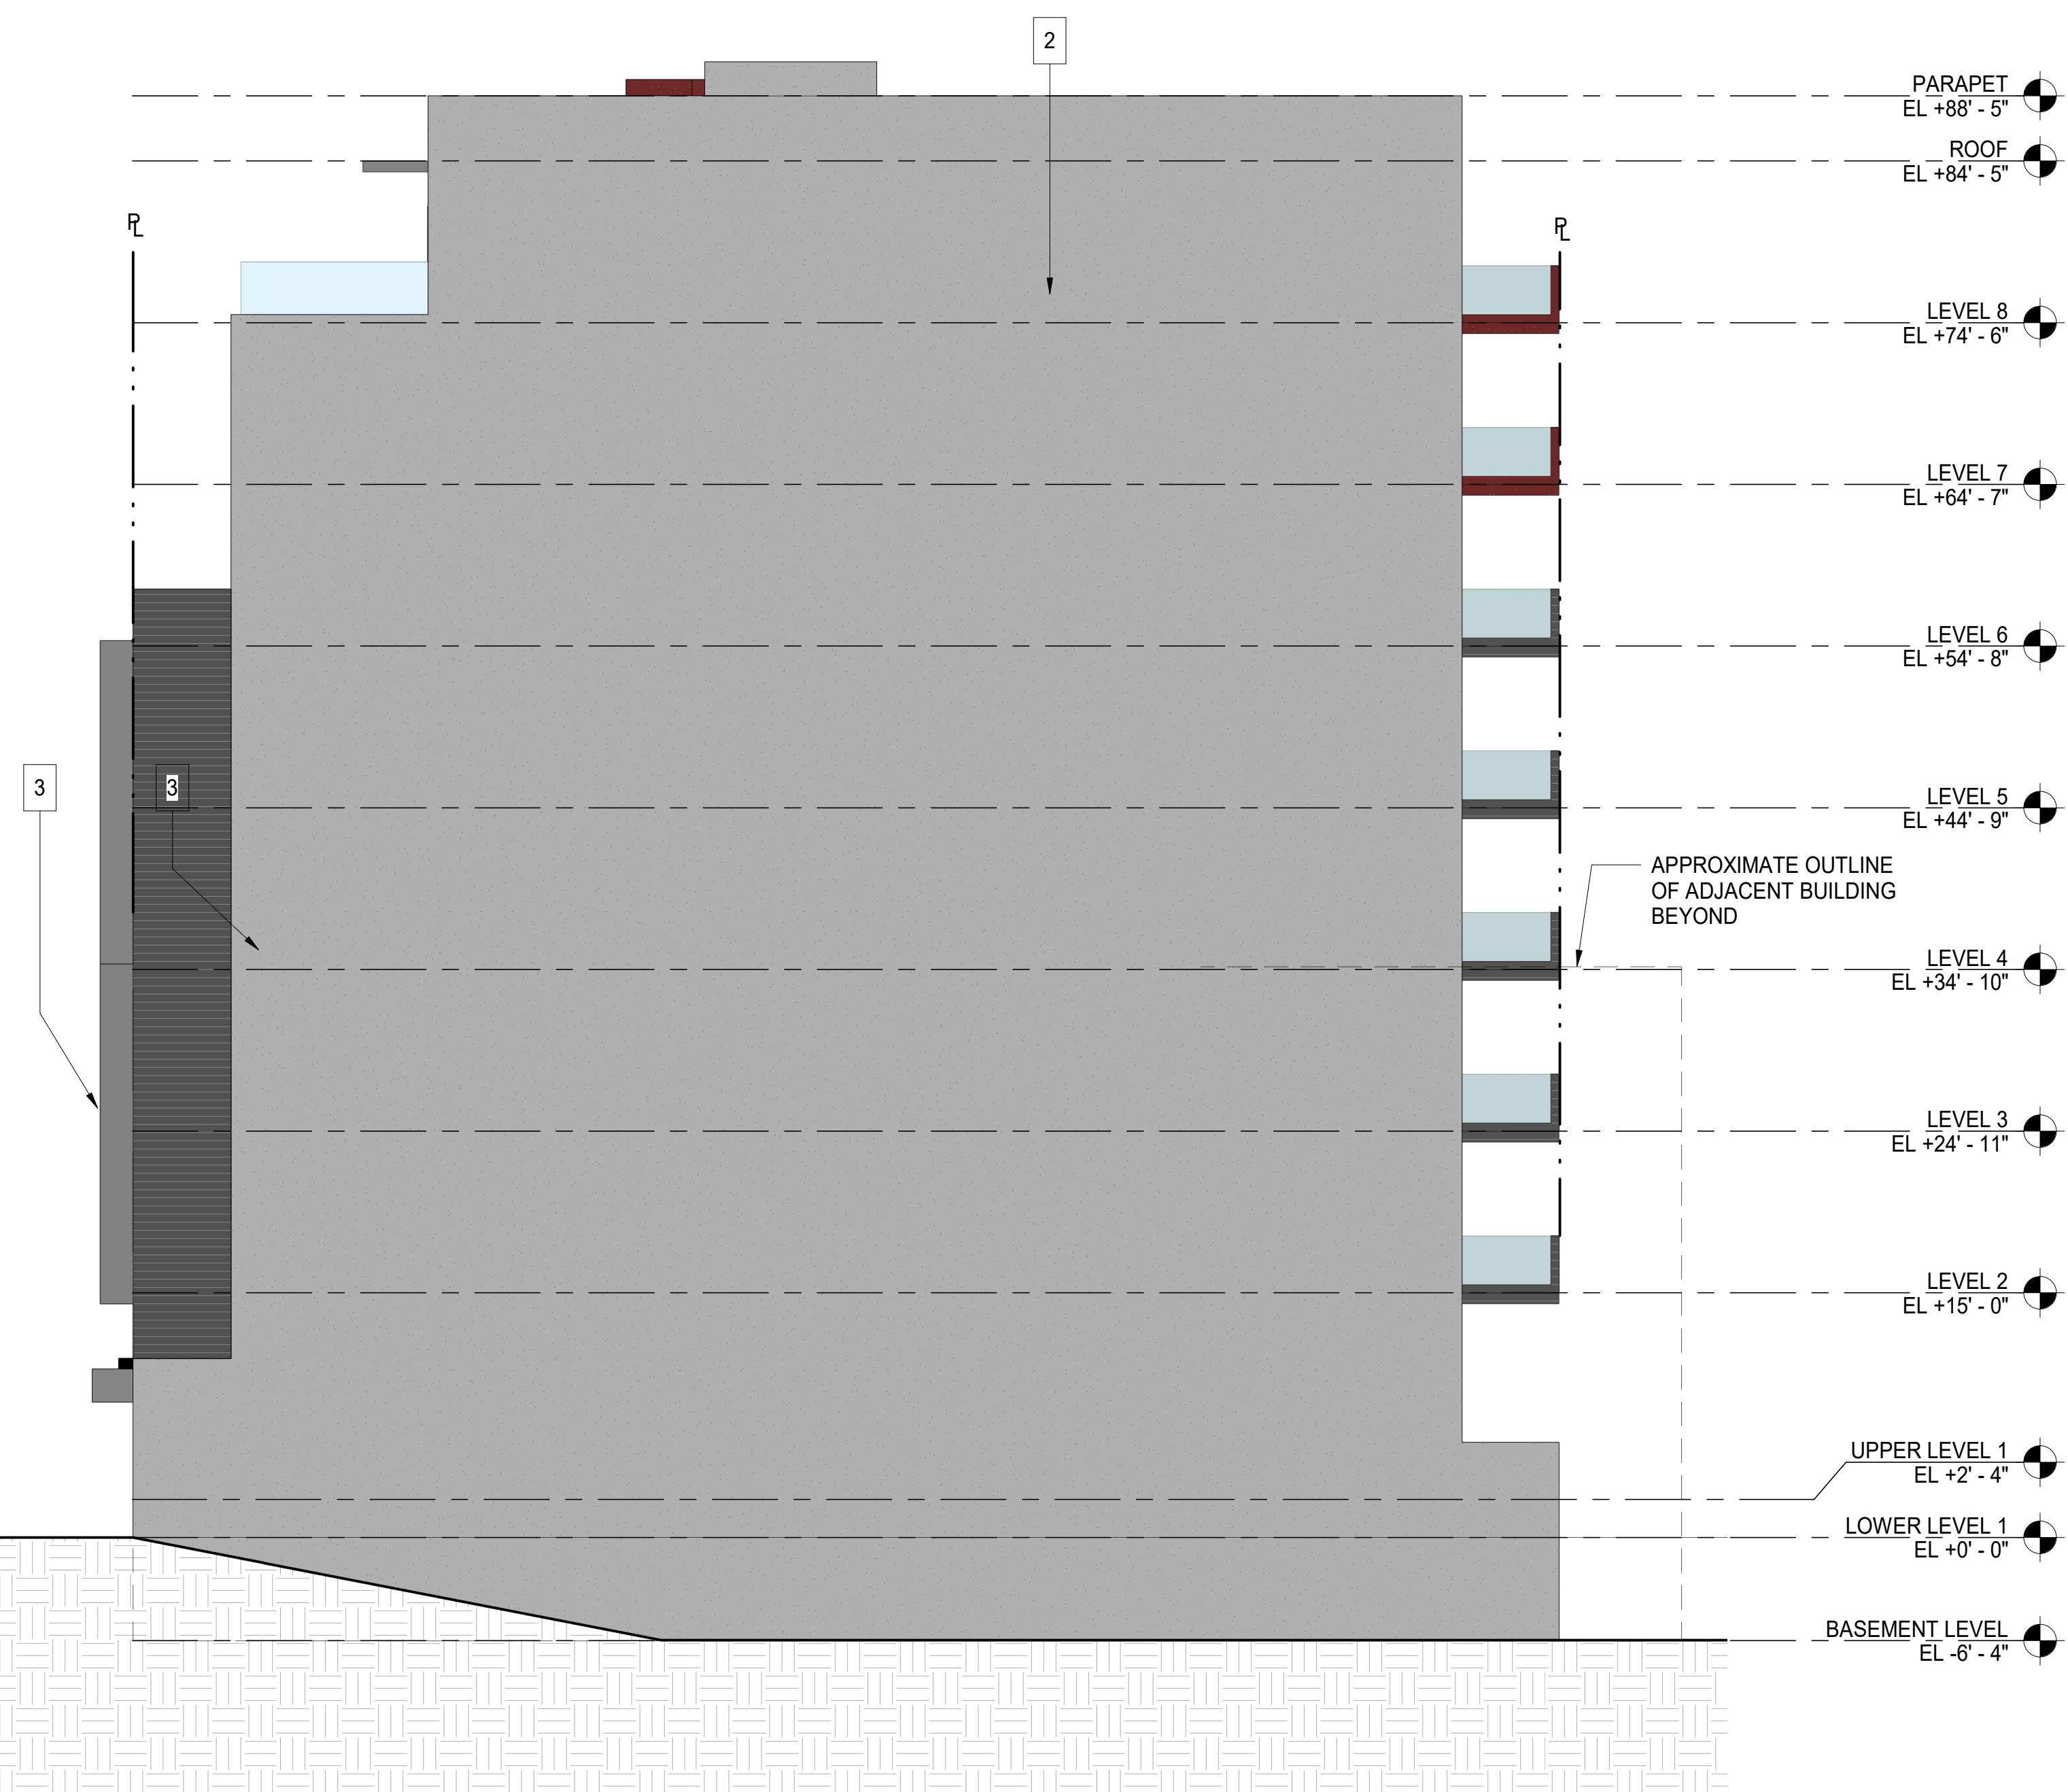 2
PARAPET
EL +88' - 5"
ROOF
EL +84' - 5"
PL
PL
LEVEL 8
EL +74' - 6"
LEVEL 7
EL +64' - 7"
LEVEL 6
EL +54' - 8"
3
3
LEVEL 5
EL +44' - 9"
APPROXIMATE OUTLINE
OF ADJACENT BUILDING
BEYOND
LEVEL 4
EL +34' - 10"
LEVEL 3
EL +24' - 11"
LEVEL 2
EL +15' - 0"
UPPER LEVEL 1
EL +2' - 4"
LOWER LEVEL 1
EL +0' - 0"
BASEMENT LEVEL
EL -6' - 4"